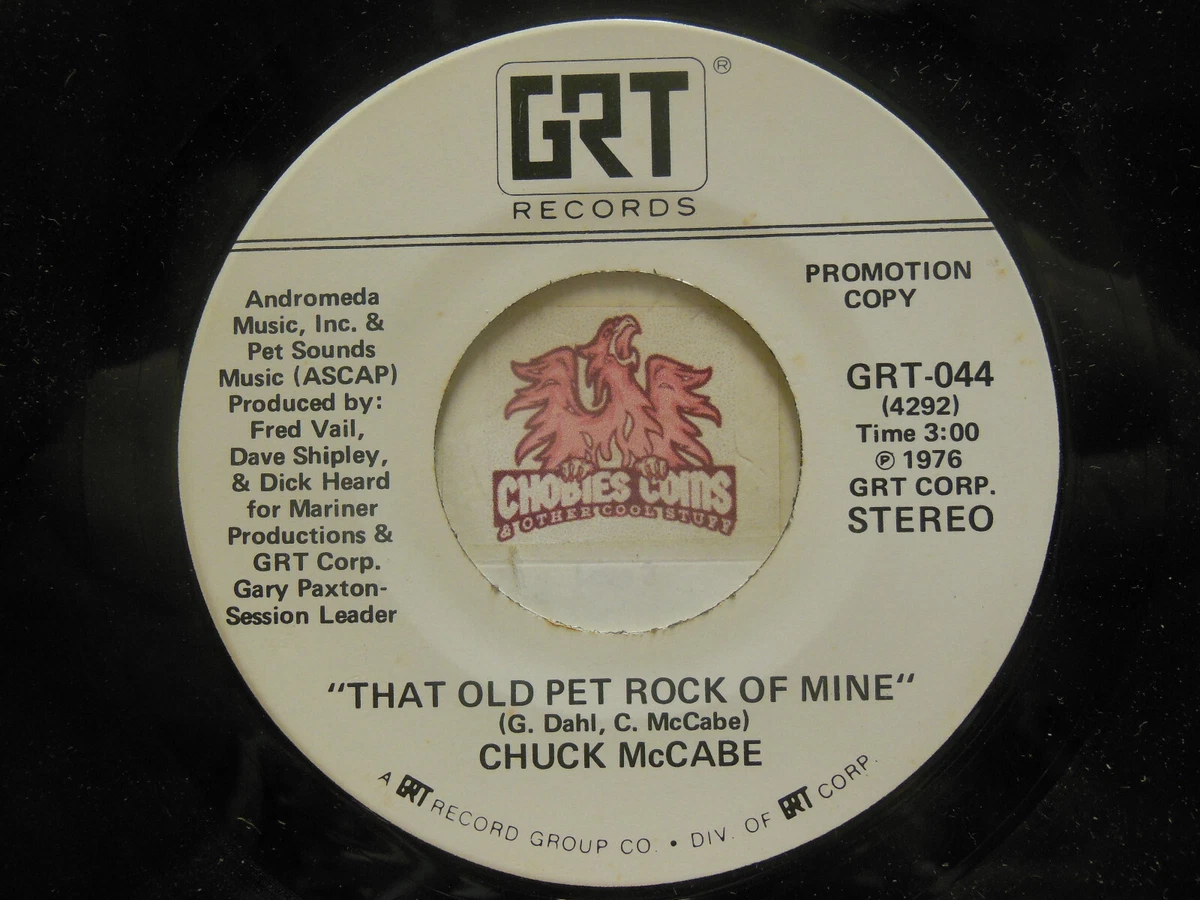 GRT ®
RECORDS
Andromeda
Music, Inc. &
Pet Sounds
Music (ASCAP)
Produced by:
Fred Vail,
Dave Shipley,
& Dick Heard
for Mariner
Productions &
GRT Corp.
Gary Paxton-
Session Leader
CHOBIES COINS
& OTHER COOL STUFF
PROMOTION
COPY
GRT-044
(4292)
Time 3:00
℗ 1976
GRT CORP.
STEREO
"THAT OLD PET ROCK OF MINE"
(G. Dahl, C. McCabe)
CHUCK McCABE
A GRT RECORD GROUP CO. • DIV. OF GRT CORP.